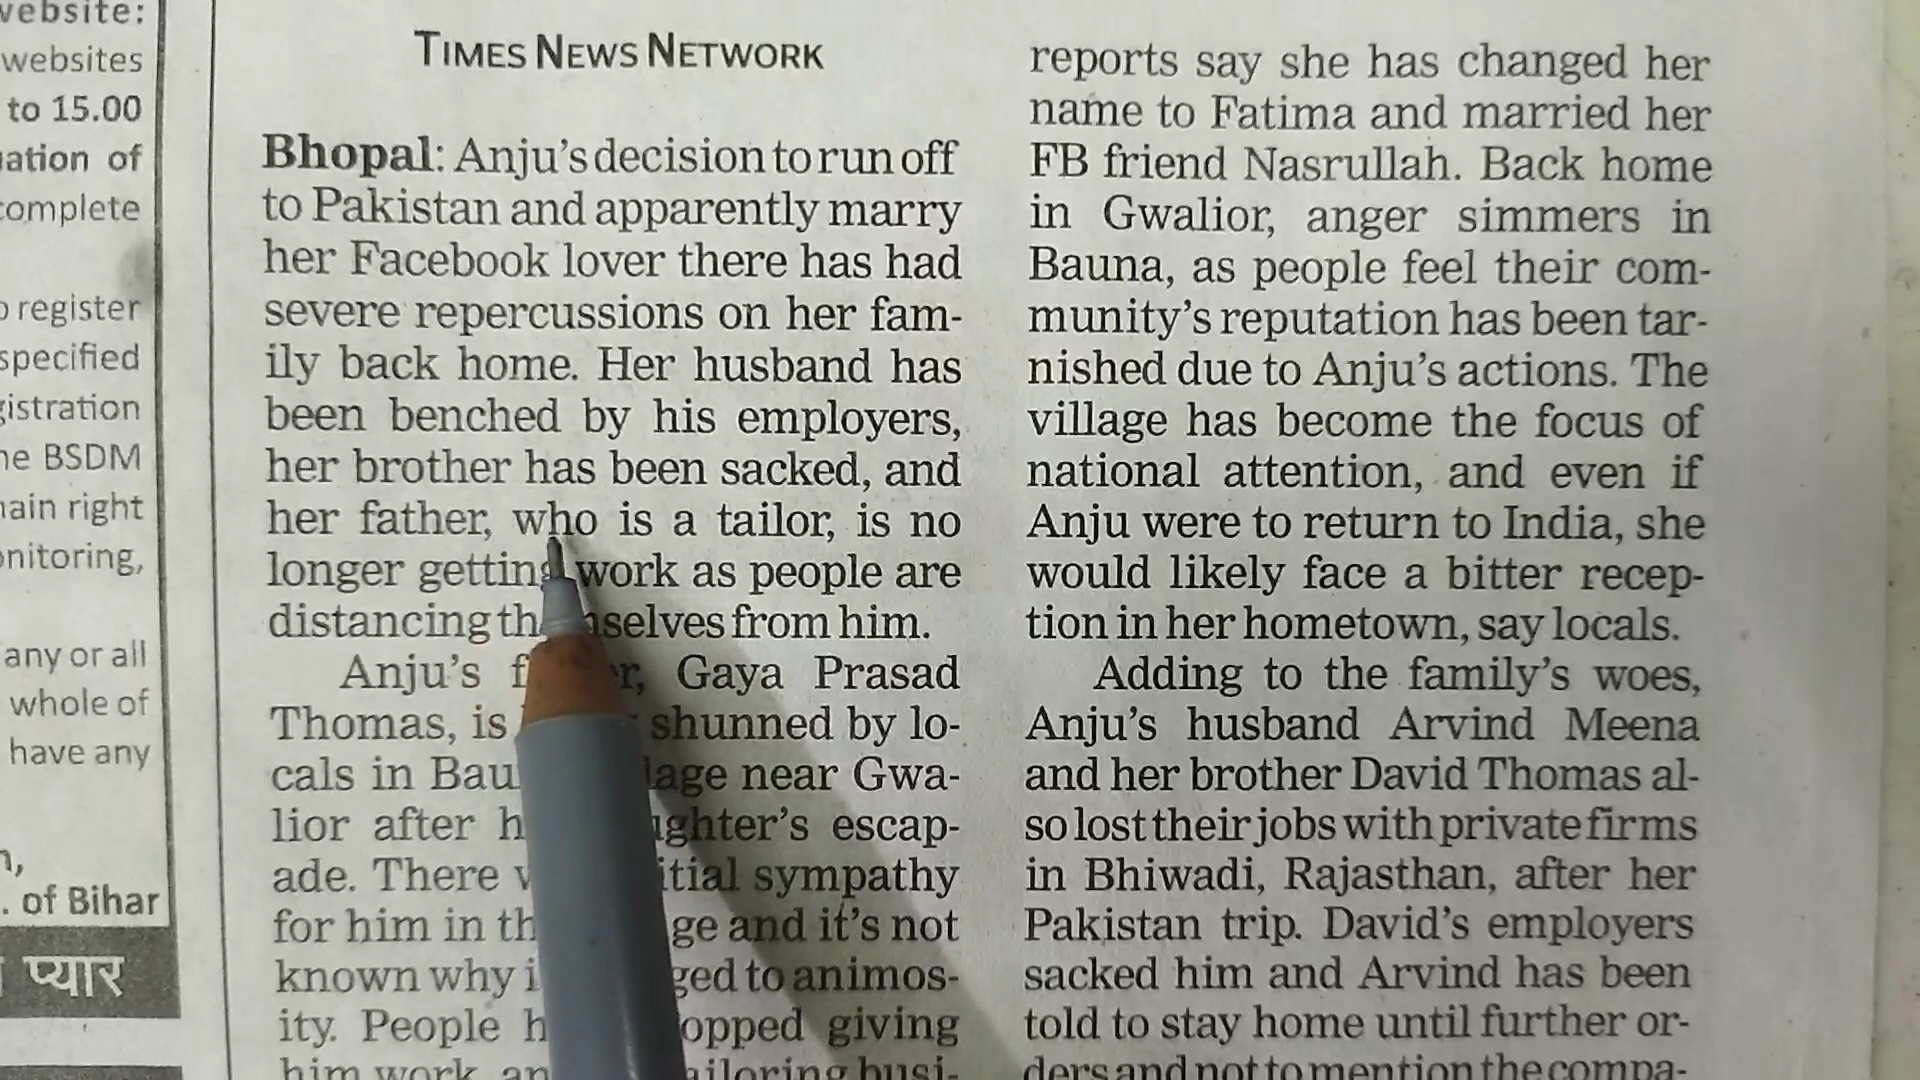 website:
websites
to 15.00
ation of
complete
register
specified
istration
BSDM
right
nitoring,
any or all
whole of
have any
. of Bihar
प्यार
TIMES NEWS NETWORK
Bhopal: Anju's decision to run off
to Pakistan and apparently marry
her Facebook lover there has had
severe repercussions on her fam-
ily back home. Her husband has
been benched by his employers,
her brother has been sacked, and
her father, who is a tailor, is no
longer getting work as people are
distancing themselves from him.
Anju's Gaya Prasad
Thomas, is shunned by lo-
cals in near Gwa-
lior after escap-
ade. There sympathy
for him in and it's not
known why to animos-
ity. People giving
him work busi-
reports say she has changed her
name to Fatima and married her
FB friend Nasrullah. Back home
in Gwalior, anger simmers in
Bauna, as people feel their com-
munity's reputation has been tar-
nished due to Anju's actions. The
village has become the focus of
national attention, and even if
Anju were to return to India, she
would likely face a bitter recep-
tion in her hometown, say locals.
Adding to the family's woes,
Anju's husband Arvind Meena
and her brother David Thomas al-
so lost their jobs with private firms
in Bhiwadi, Rajasthan, after her
Pakistan trip. David's employers
sacked him and Arvind has been
told to stay home until further or-
ders and not to mention the compa-